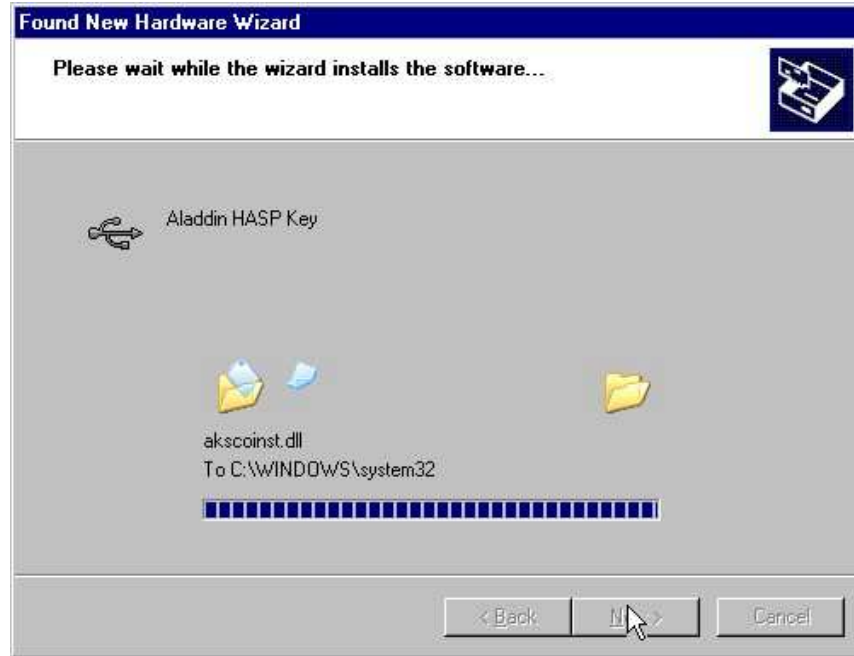 Found New Hardware Wizard
Please wait while the wizard installs the software...
Aladdin HASP Key
akscoinst.dll
To C:\WINDOWS\system32
< Back
Cancel